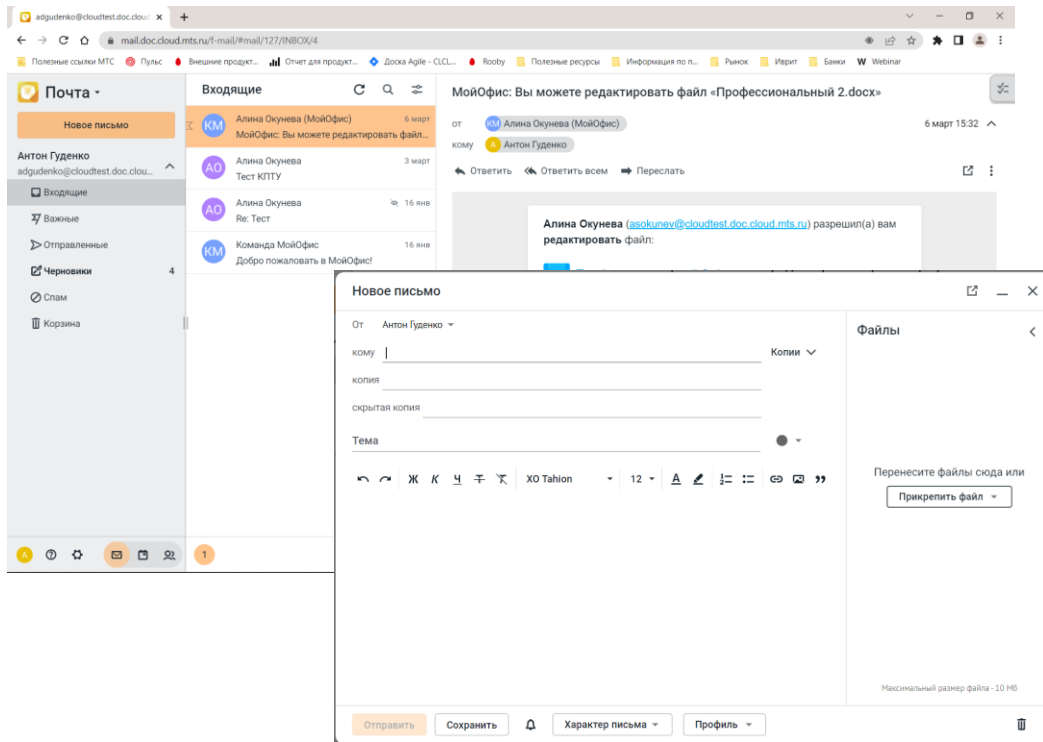 adgudenko@cloudtest.doc.cloud
mail.doc.cloud.mts.ru/f-mail/#mail/127/INBOX/4
Полезные ссылки МТС Пульс Внешние продукт... Отчет для продукт... Доска Agile - CLCL... Rooby Полезные ресурсы Информация по п... Рынок Иврит Банки W Webinar
Почта
Новое письмо
Антон Гуденко
adgudenko@cloudtest.doc.clou...
Входящие
Важные
Отправленные
Черновики 4
Спам
Корзина
А
Входящие
КМ Алина Окунева (МойОфис) 6 март
МойОфис: Вы можете редактировать файл...
АО Алина Окунева 3 март
Тест КПТУ
АО Алина Окунева 16 янв
Re: Тест
КМ Команда МойОфис 16 янв
Добро пожаловать в МойОфис!
1
МойОфис: Вы можете редактировать файл «Профессиональный 2.docx»
от КМ Алина Окунева (МойОфис) 6 март 15:32
кому А Антон Гуденко
Ответить Ответить всем Переслать
Алина Окунева (asokunev@cloudtest.doc.cloud.mts.ru) разрешил(а) вам
редактировать файл:
Новое письмо
От Антон Гуденко
кому Копии
копия
скрытая копия
Тема
Ж К Ч Т Т XO Tahion 12 A
Файлы
Перенесите файлы сюда или
Прикрепить файл
Максимальный размер файла - 10 Мб
Отправить Сохранить Характер письма Профиль